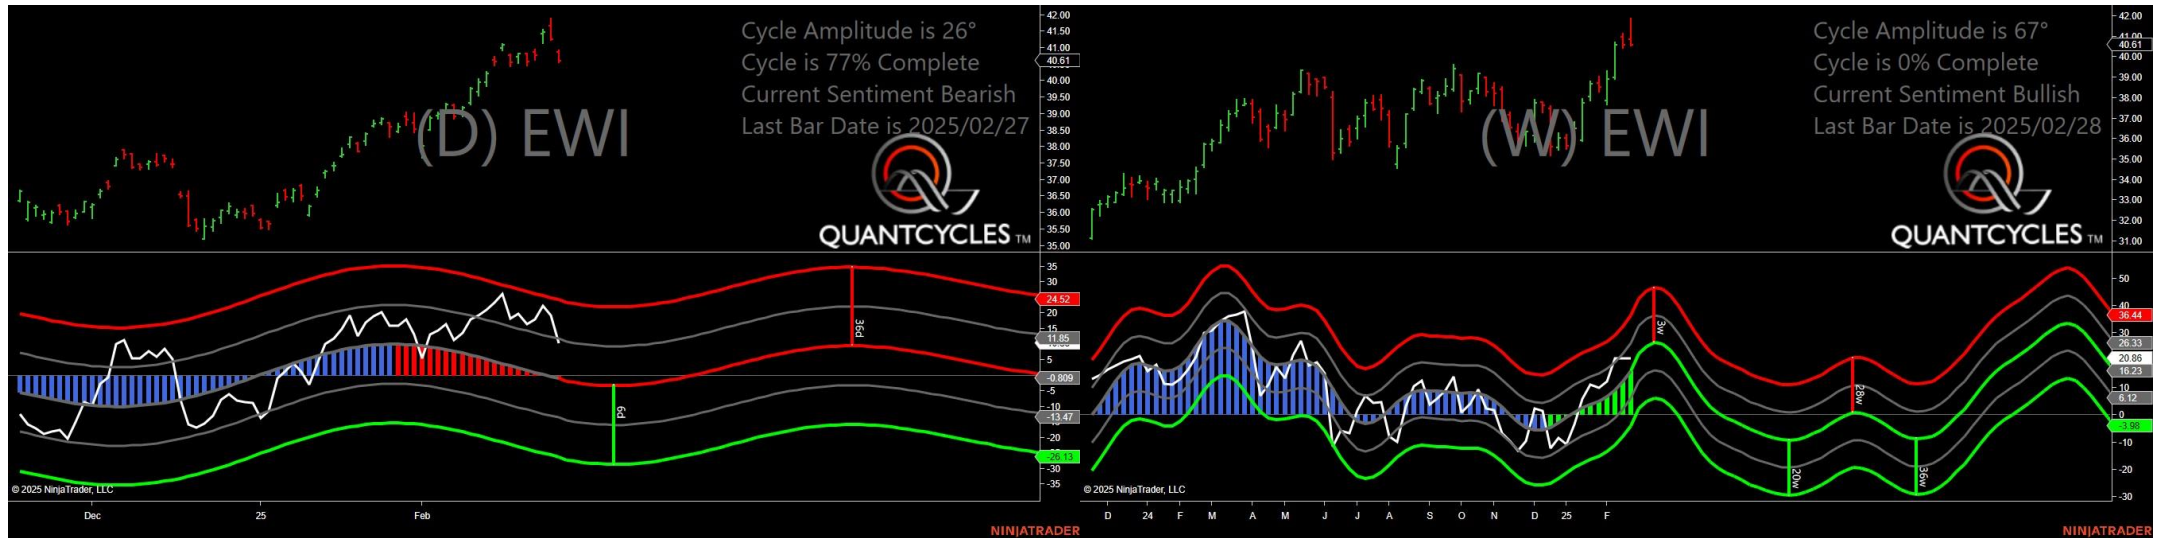 Cycle Amplitude is 26°
Cycle is 77% Complete
Current Sentiment Bearish
Last Bar Date is 2025/02/27
(D) EWI
QUANTCYCLES TM
42.00
41.50
41.00
40.61
40.00
39.50
39.00
38.50
38.00
37.50
37.00
36.50
36.00
35.50
35.00
35
30
24.52
20
15
11.85
5
-0.809
-5
-10
-13.47
-20
-26.13
-30
-35
36d
6d
© 2025 NinjaTrader, LLC
Dec
25
Feb
NINJATRADER
Cycle Amplitude is 67°
Cycle is 0% Complete
Current Sentiment Bullish
Last Bar Date is 2025/02/28
(W) EWI
QUANTCYCLES TM
42.00
41.00
40.61
40.00
39.00
38.00
37.00
36.00
35.00
34.00
33.00
32.00
31.00
50
40
36.44
30
26.33
20.86
16.23
10
6.12
0
-3.98
-10
-20
-30
3w
28w
20w
36w
© 2025 NinjaTrader, LLC
D
24
F
M
A
M
J
J
A
S
O
N
D
25
F
NINJATRADER